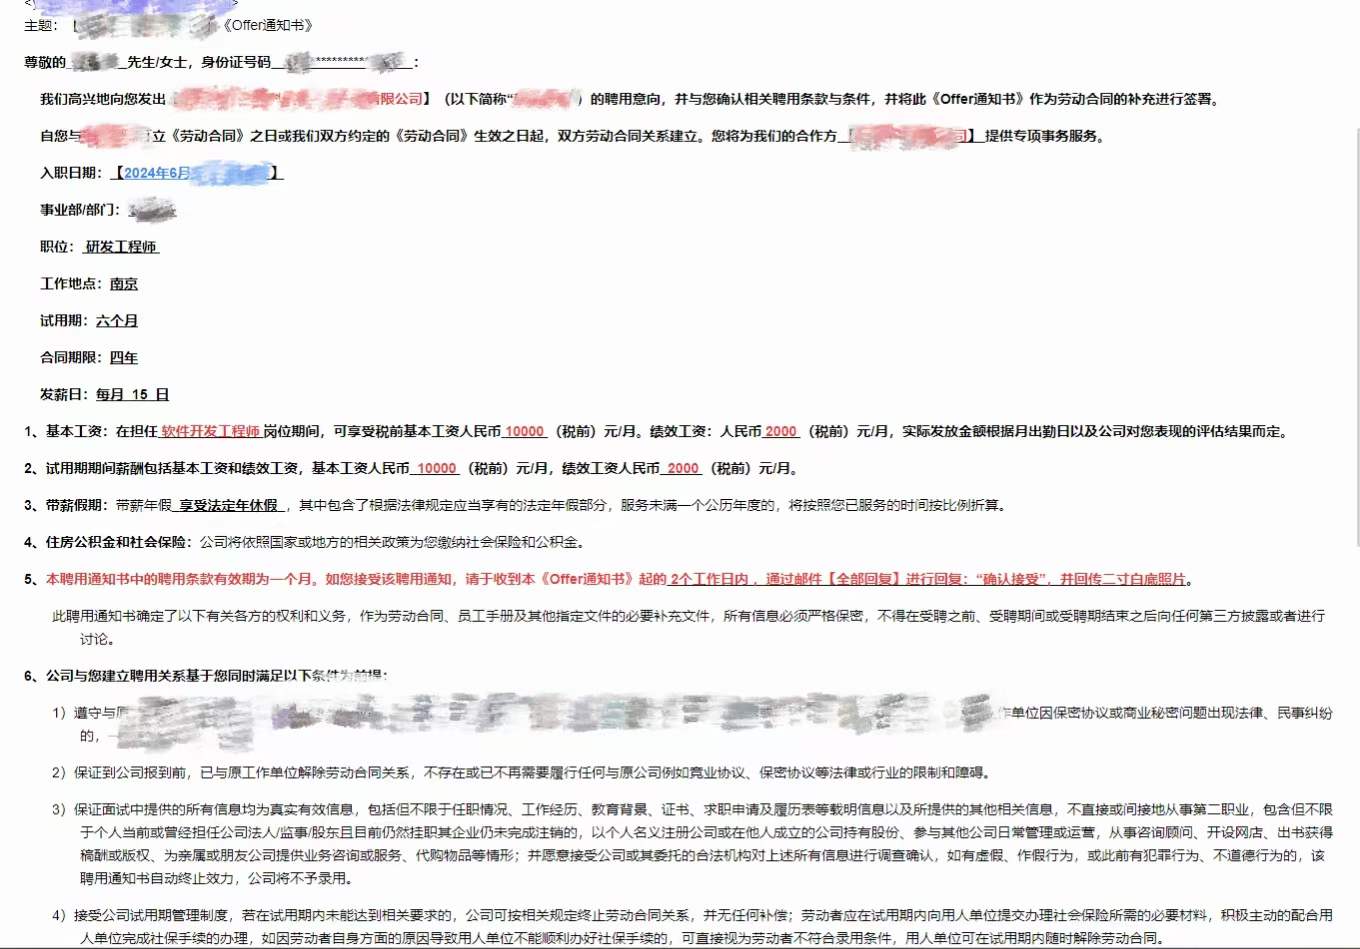 主题： 【 】《Offer通知书》
尊敬的 先生/女士，身份证号码 ********* ：
我们高兴地向您发出 有限公司】（以下简称“ ）的聘用意向，并与您确认相关聘用条款与条件，并将此《Offer通知书》作为劳动合同的补充进行签署。
自您与 立《劳动合同》之日或我们双方约定的《劳动合同》生效之日起，双方劳动合同关系建立。您将为我们的合作方 【 司】 提供专项事务服务。
入职日期：【2024年6月 】
事业部/部门：
职位： 研发工程师
工作地点：南京
试用期：六个月
合同期限：四年
发薪日：每月 15 日
1、基本工资：在担任 软件开发工程师 岗位期间，可享受税前基本工资人民币 10000 （税前）元/月。绩效工资：人民币 2000 （税前）元/月，实际发放金额根据月出勤日以及公司对您表现的评估结果而定。
2、试用期期间薪酬包括基本工资和绩效工资，基本工资人民币 10000 （税前）元/月，绩效工资人民币 2000 （税前）元/月。
3、带薪假期：带薪年假 享受法定年休假 ，其中包含了根据法律规定应当享有的法定年假部分，服务未满一个公历年度的，将按照您已服务的时间按比例折算。
4、住房公积金和社会保险：公司将依照国家或地方的相关政策为您缴纳社会保险和公积金。
5、本聘用通知书中的聘用条款有效期为一个月。如您接受该聘用通知，请于收到本《Offer通知书》起的 2个工作日内 ，通过邮件【全部回复】进行回复：“确认接受”，并回传二寸白底照片。
此聘用通知书确定了以下有关各方的权利和义务，作为劳动合同、员工手册及其他指定文件的必要补充文件，所有信息必须严格保密，不得在受聘之前、受聘期间或受聘期结束之后向任何第三方披露或者进行
讨论。
6、公司与您建立聘用关系基于您同时满足以下条件为前提：
1）遵守与原 作单位因保密协议或商业秘密问题出现法律、民事纠纷
的，
2）保证到公司报到前，已与原工作单位解除劳动合同关系，不存在或已不再需要履行任何与原公司例如竞业协议、保密协议等法律或行业的限制和障碍。
3）保证面试中提供的所有信息均为真实有效信息，包括但不限于任职情况、工作经历、教育背景、证书、求职申请及履历表等载明信息以及所提供的其他相关信息，不直接或间接地从事第二职业，包含但不限
于个人当前或曾经担任公司法人/监事/股东且目前仍然挂职其企业仍未完成注销的，以个人名义注册公司或在他人成立的公司持有股份、参与其他公司日常管理或运营，从事咨询顾问、开设网店、出书获得
稿酬或版权、为亲属或朋友公司提供业务咨询或服务、代购物品等情形；并愿意接受公司或其委托的合法机构对上述所有信息进行调查确认，如有虚假、作假行为，或此前有犯罪行为、不道德行为的，该
聘用通知书自动终止效力，公司将不予录用。
4）接受公司试用期管理制度，若在试用期内未能达到相关要求的，公司可按相关规定终止劳动合同关系，并无任何补偿；劳动者应在试用期内向用人单位提交办理社会保险所需的必要材料，积极主动的配合用
人单位完成社保手续的办理，如因劳动者自身方面的原因导致用人单位不能顺利办好社保手续的，可直接视为劳动者不符合录用条件，用人单位可在试用期内随时解除劳动合同。